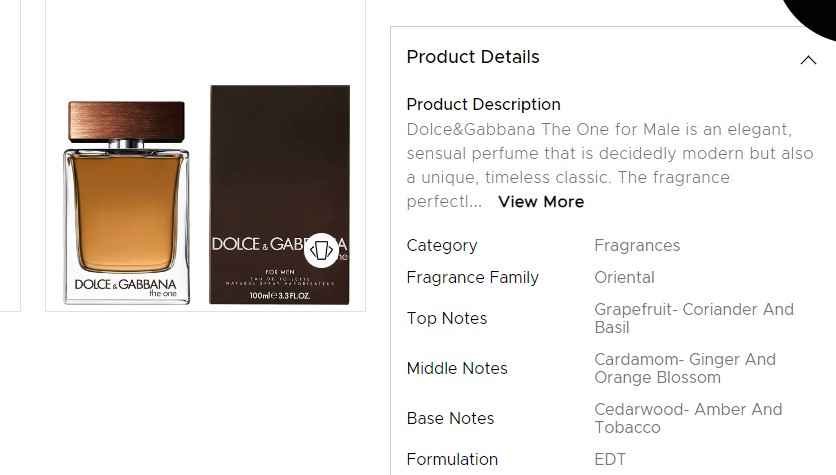 DOLCE & GABBANA
the one
DOLCE & GAB
A
ne
FOR MEN
EAU DE TOILETTE
NATURAL SPRAY VAPORISATEUR
100ml e 3.3 FL.OZ.
Product Details
Product Description
Dolce&Gabbana The One for Male is an elegant,
sensual perfume that is decidedly modern but also
a unique, timeless classic. The fragrance
perfectl... View More
Category Fragrances
Fragrance Family Oriental
Top Notes Grapefruit- Coriander And
Basil
Middle Notes Cardamom- Ginger And
Orange Blossom
Base Notes Cedarwood- Amber And
Tobacco
Formulation EDT